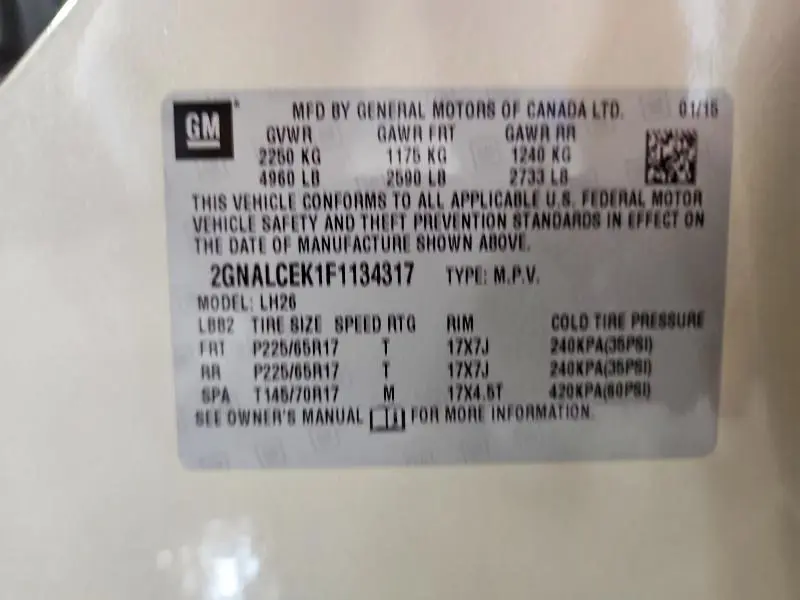 GM MFD BY GENERAL MOTORS OF CANADA LTD. 01/15
GVWR GAWR FRT GAWR RR
2250 KG 1175 KG 1240 KG
4960 LB 2590 LB 2733 LB
THIS VEHICLE CONFORMS TO ALL APPLICABLE U.S. FEDERAL MOTOR
VEHICLE SAFETY AND THEFT PREVENTION STANDARDS IN EFFECT ON
THE DATE OF MANUFACTURE SHOWN ABOVE.
2GNALCEK1F1134317 TYPE: M.P.V.
MODEL: LH26
LBB2 TIRE SIZE SPEED RTG RIM COLD TIRE PRESSURE
FRT P225/65R17 T 17X7J 240KPA(35PSI)
RR P225/65R17 T 17X7J 240KPA(35PSI)
SPA T145/70R17 M 17X4.5T 420KPA(60PSI)
SEE OWNER'S MANUAL FOR MORE INFORMATION.